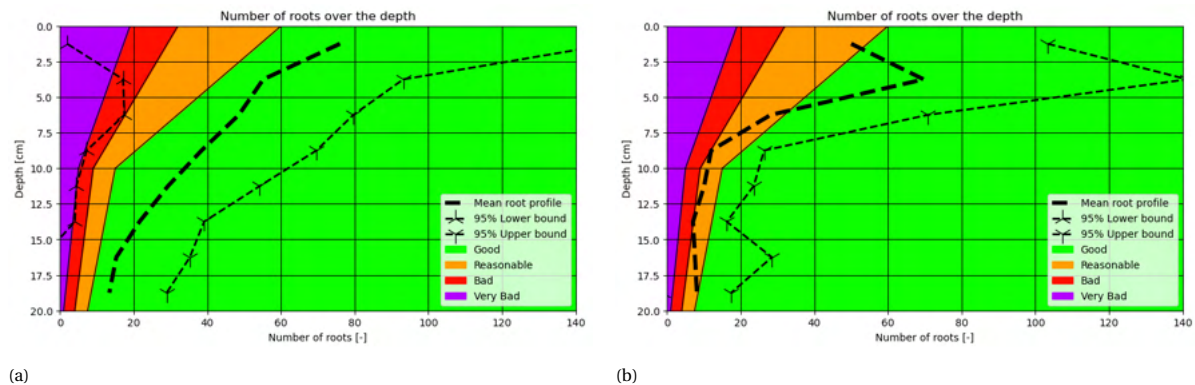 Number of roots over the depth
0.0
2.5
5.0
7.5
10.0
12.5
15.0
17.5
20.0
Depth [cm]
0 20 40 60 80 100 120 140
Number of roots [-]
Mean root profile
95% Lower bound
95% Upper bound
Good
Reasonable
Bad
Very Bad
(a)
Number of roots over the depth
0.0
2.5
5.0
7.5
10.0
12.5
15.0
17.5
20.0
Depth [cm]
0 20 40 60 80 100 120 140
Number of roots [-]
Mean root profile
95% Lower bound
95% Upper bound
Good
Reasonable
Bad
Very Bad
(b)